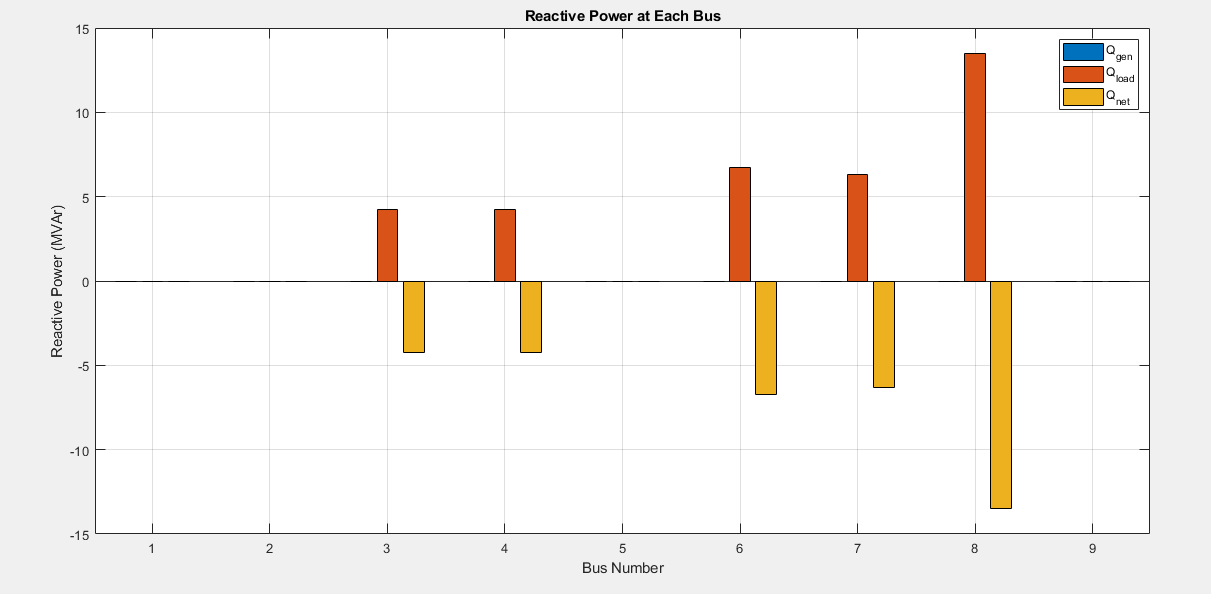 Reactive Power at Each Bus
15
10
5
0
-5
-10
-15
Reactive Power (MVAr)
Q_gen
Q_load
Q_net
1 2 3 4 5 6 7 8 9
Bus Number